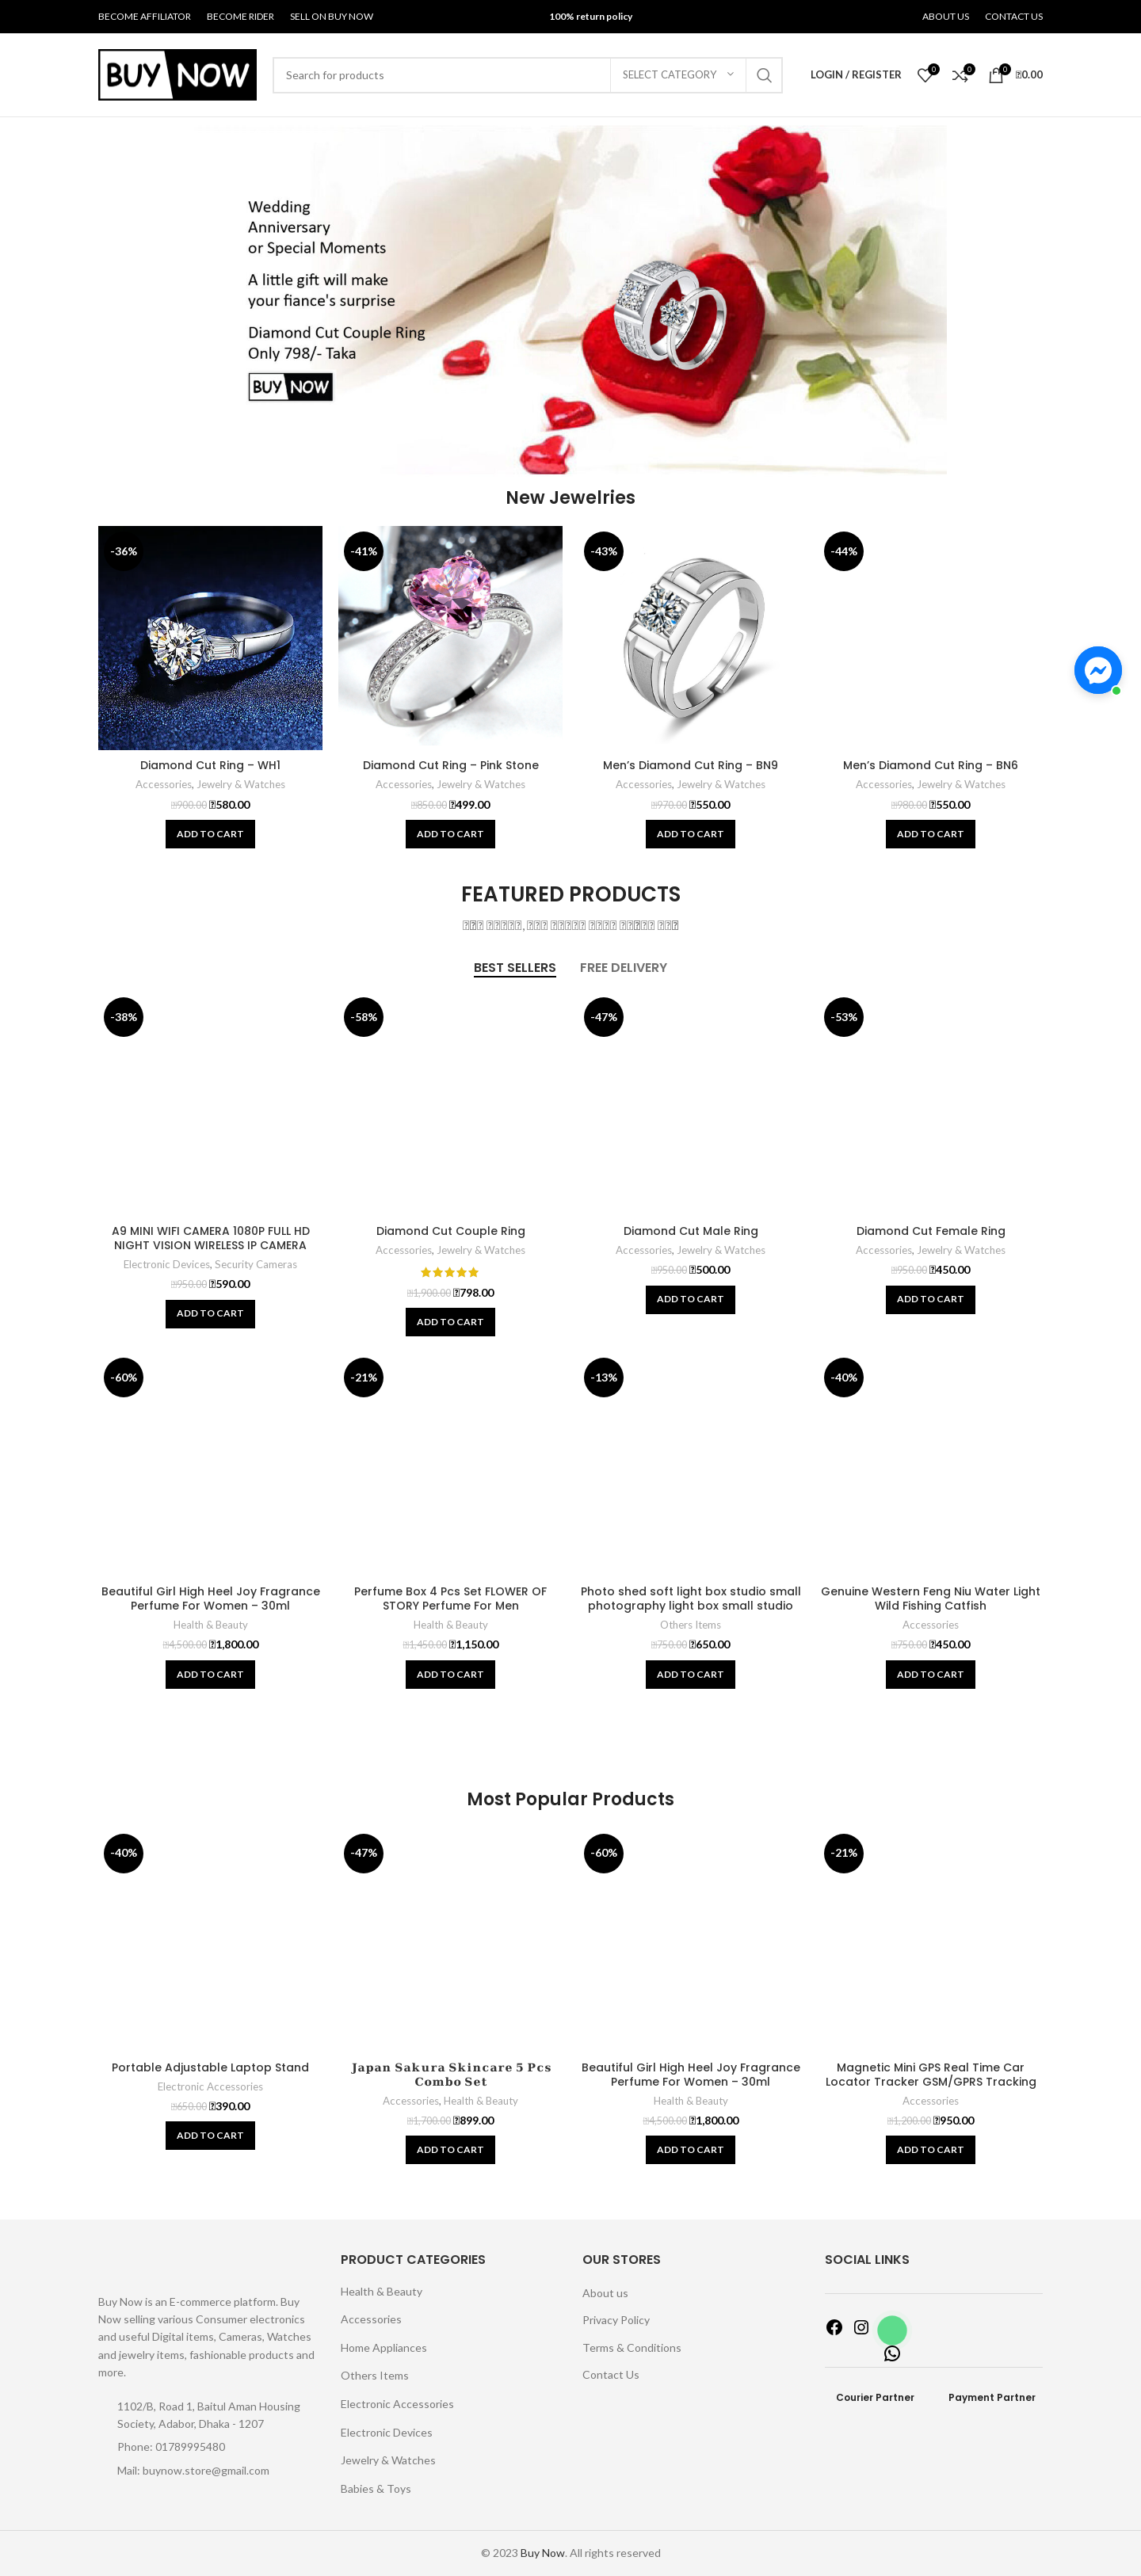 BECOME AFFILIATOR BECOME RIDER SELL ON BUY NOW 100% return policy ABOUT US CONTACT US
BUY NOW
Search for products SELECT CATEGORY LOGIN / REGISTER 0 0 0 0.00
Wedding
Anniversary
or Special Moments
A little gift will make
your fiance's surprise
Diamond Cut Couple Ring
Only 798/- Taka
BUY NOW
New Jewelries
-36% -41% -43% -44%
Diamond Cut Ring – WH1 Diamond Cut Ring – Pink Stone Men’s Diamond Cut Ring – BN9 Men’s Diamond Cut Ring – BN6
Accessories, Jewelry & Watches Accessories, Jewelry & Watches Accessories, Jewelry & Watches Accessories, Jewelry & Watches
900.00 580.00 850.00 499.00 970.00 550.00 980.00 550.00
ADD TO CART ADD TO CART ADD TO CART ADD TO CART
FEATURED PRODUCTS
BEST SELLERS FREE DELIVERY
-38% -58% -47% -53%
A9 MINI WIFI CAMERA 1080P FULL HD Diamond Cut Couple Ring Diamond Cut Male Ring Diamond Cut Female Ring
NIGHT VISION WIRELESS IP CAMERA Accessories, Jewelry & Watches Accessories, Jewelry & Watches Accessories, Jewelry & Watches
Electronic Devices, Security Cameras 950.00 500.00 950.00 450.00
950.00 590.00 1,900.00 798.00 ADD TO CART ADD TO CART
ADD TO CART ADD TO CART
-60% -21% -13% -40%
Beautiful Girl High Heel Joy Fragrance Perfume Box 4 Pcs Set FLOWER OF Photo shed soft light box studio small Genuine Western Feng Niu Water Light
Perfume For Women – 30ml STORY Perfume For Men photography light box small studio Wild Fishing Catfish
Health & Beauty Health & Beauty Others Items Accessories
4,500.00 1,800.00 1,450.00 1,150.00 750.00 650.00 750.00 450.00
ADD TO CART ADD TO CART ADD TO CART ADD TO CART
Most Popular Products
-40% -47% -60% -21%
Portable Adjustable Laptop Stand 𝐉𝐚𝐩𝐚𝐧 𝐒𝐚𝐤𝐮𝐫𝐚 𝐒𝐤𝐢𝐧𝐜𝐚𝐫𝐞 𝟓 𝐏𝐜𝐬 Beautiful Girl High Heel Joy Fragrance Magnetic Mini GPS Real Time Car
Electronic Accessories 𝐂𝐨𝐦𝐛𝐨 𝐒𝐞𝐭 Perfume For Women – 30ml Locator Tracker GSM/GPRS Tracking
650.00 390.00 Accessories, Health & Beauty Health & Beauty Accessories
ADD TO CART 1,700.00 899.00 4,500.00 1,800.00 1,200.00 950.00
ADD TO CART ADD TO CART ADD TO CART
Buy Now is an E-commerce platform. Buy
Now selling various Consumer electronics
and useful Digital items, Cameras, Watches
and jewelry items, fashionable products and
more.
1102/B, Road 1, Baitul Aman Housing
Society, Adabor, Dhaka - 1207
Phone: 01789995480
Mail: buynow.store@gmail.com
PRODUCT CATEGORIES
Health & Beauty
Accessories
Home Appliances
Others Items
Electronic Accessories
Electronic Devices
Jewelry & Watches
Babies & Toys
OUR STORES
About us
Privacy Policy
Terms & Conditions
Contact Us
SOCIAL LINKS
Courier Partner Payment Partner
© 2023 Buy Now. All rights reserved